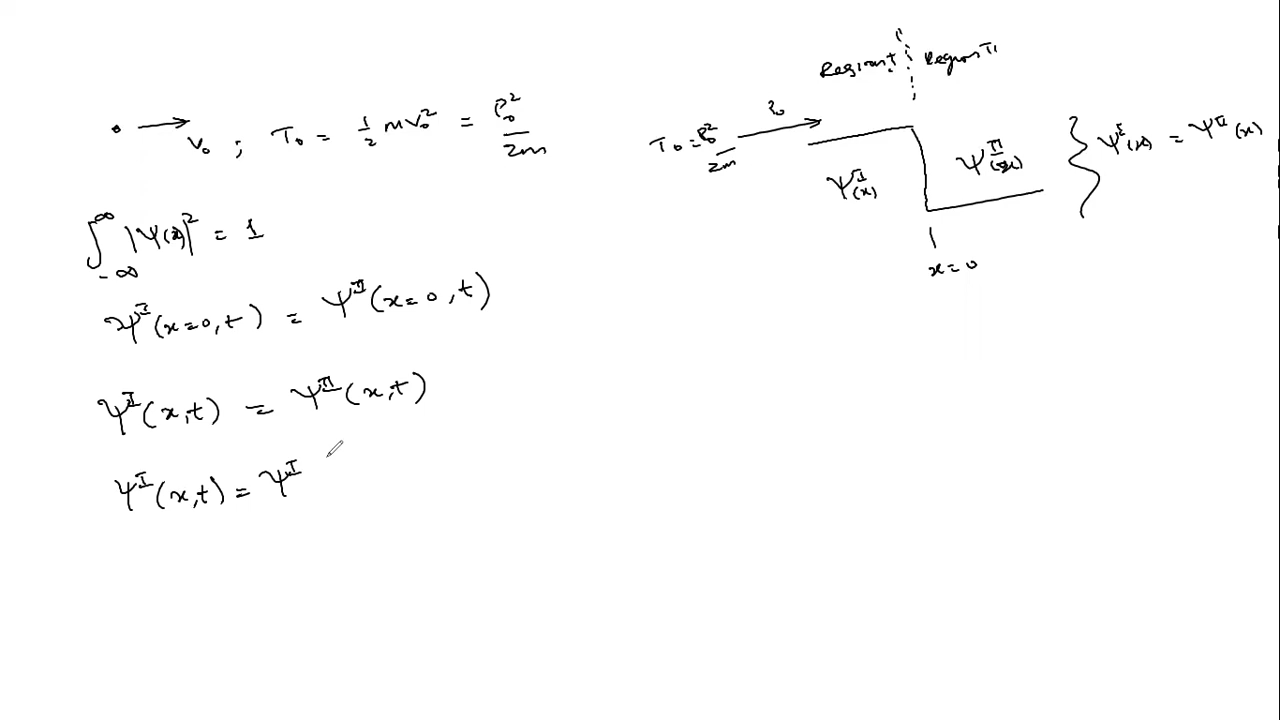 v₀ ; T₀ = 1/2 mv₀² = p₀²/2m
∫_{-∞}^{∞} |ψ(x)|² = 1
ψᴵ(x=0,t) = ψᴵᴵ(x=0,t)
ψᴵ(x,t) = ψᴵᴵ(x,t)
ψᴵ(x,t) = ψᴵ
Region I Region II
T₀ = p₀²/2m
ψᴵ(x) ψᴵᴵ(x) } ψᴵ(x) = ψᴵᴵ(x)
x=0